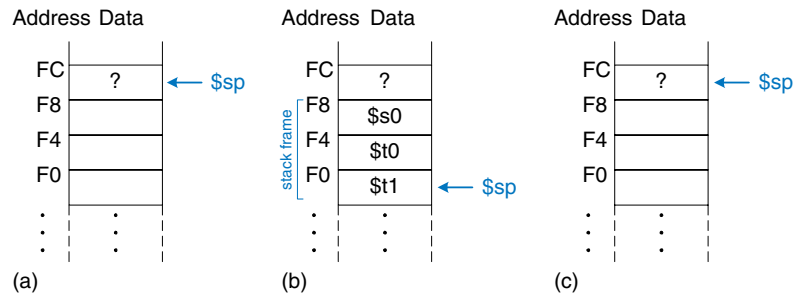 Address Data
FC ? $sp
F8
F4
F0
(a)
Address Data
FC ?
F8 $s0
F4 $t0
F0 $t1 $sp
stack frame
(b)
Address Data
FC ? $sp
F8
F4
F0
(c)